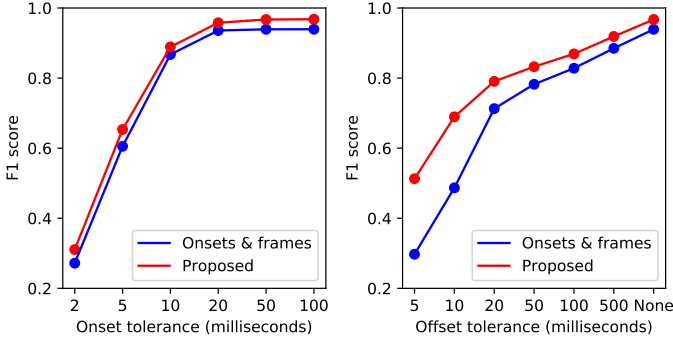 1.0
0.8
0.6
0.4
0.2
F1 score
Onsets & frames
Proposed
2 5 10 20 50 100
Onset tolerance (milliseconds)
1.0
0.8
0.6
0.4
0.2
F1 score
Onsets & frames
Proposed
5 10 20 50 100 500 None
Offset tolerance (milliseconds)